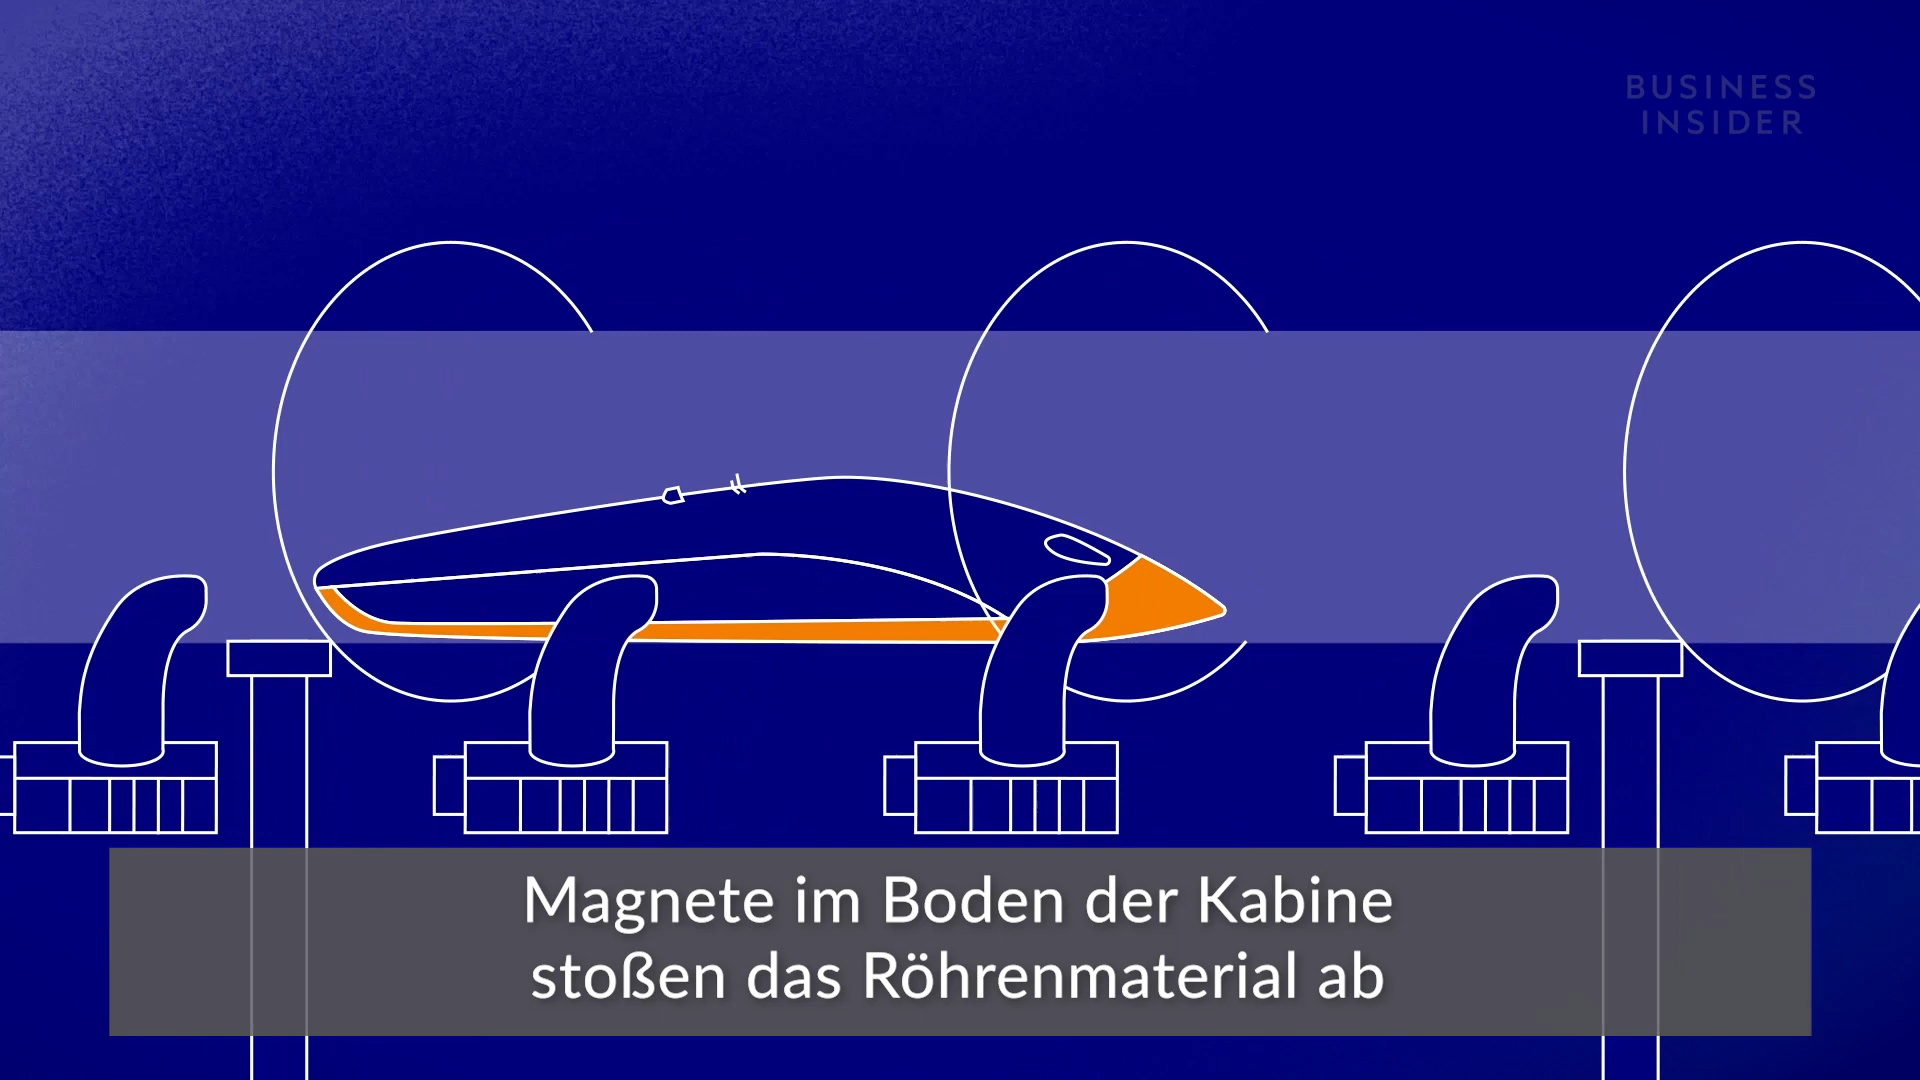 BUSINESS
INSIDER
Magnete im Boden der Kabine
stoßen das Röhrenmaterial ab